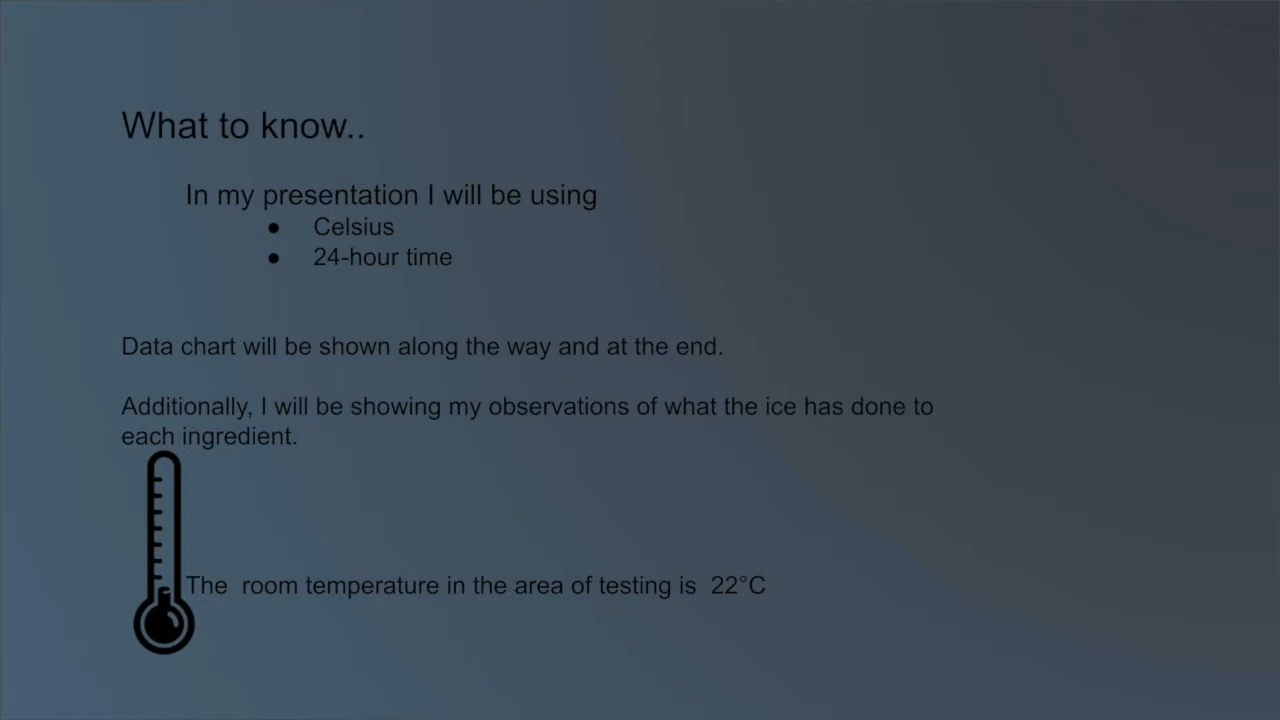 What to know..
In my presentation I will be using
● Celsius
● 24-hour time
Data chart will be shown along the way and at the end.
Additionally, I will be showing my observations of what the ice has done to
each ingredient.
The  room temperature in the area of testing is  22°C